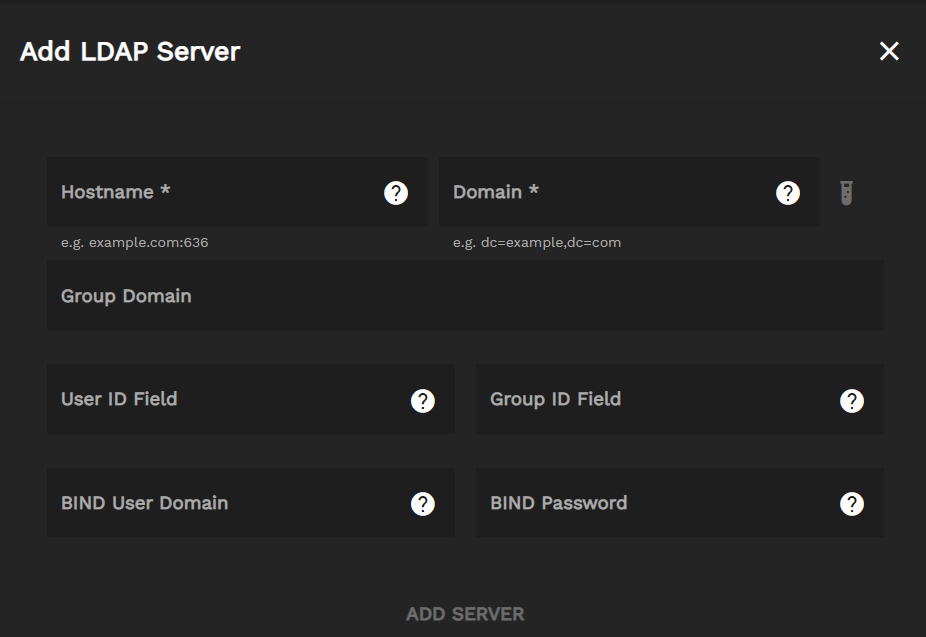 Add LDAP Server
Hostname *
Domain *
e.g. example.com:636
e.g. dc=example,dc=com
Group Domain
User ID Field
Group ID Field
BIND User Domain
BIND Password
ADD SERVER